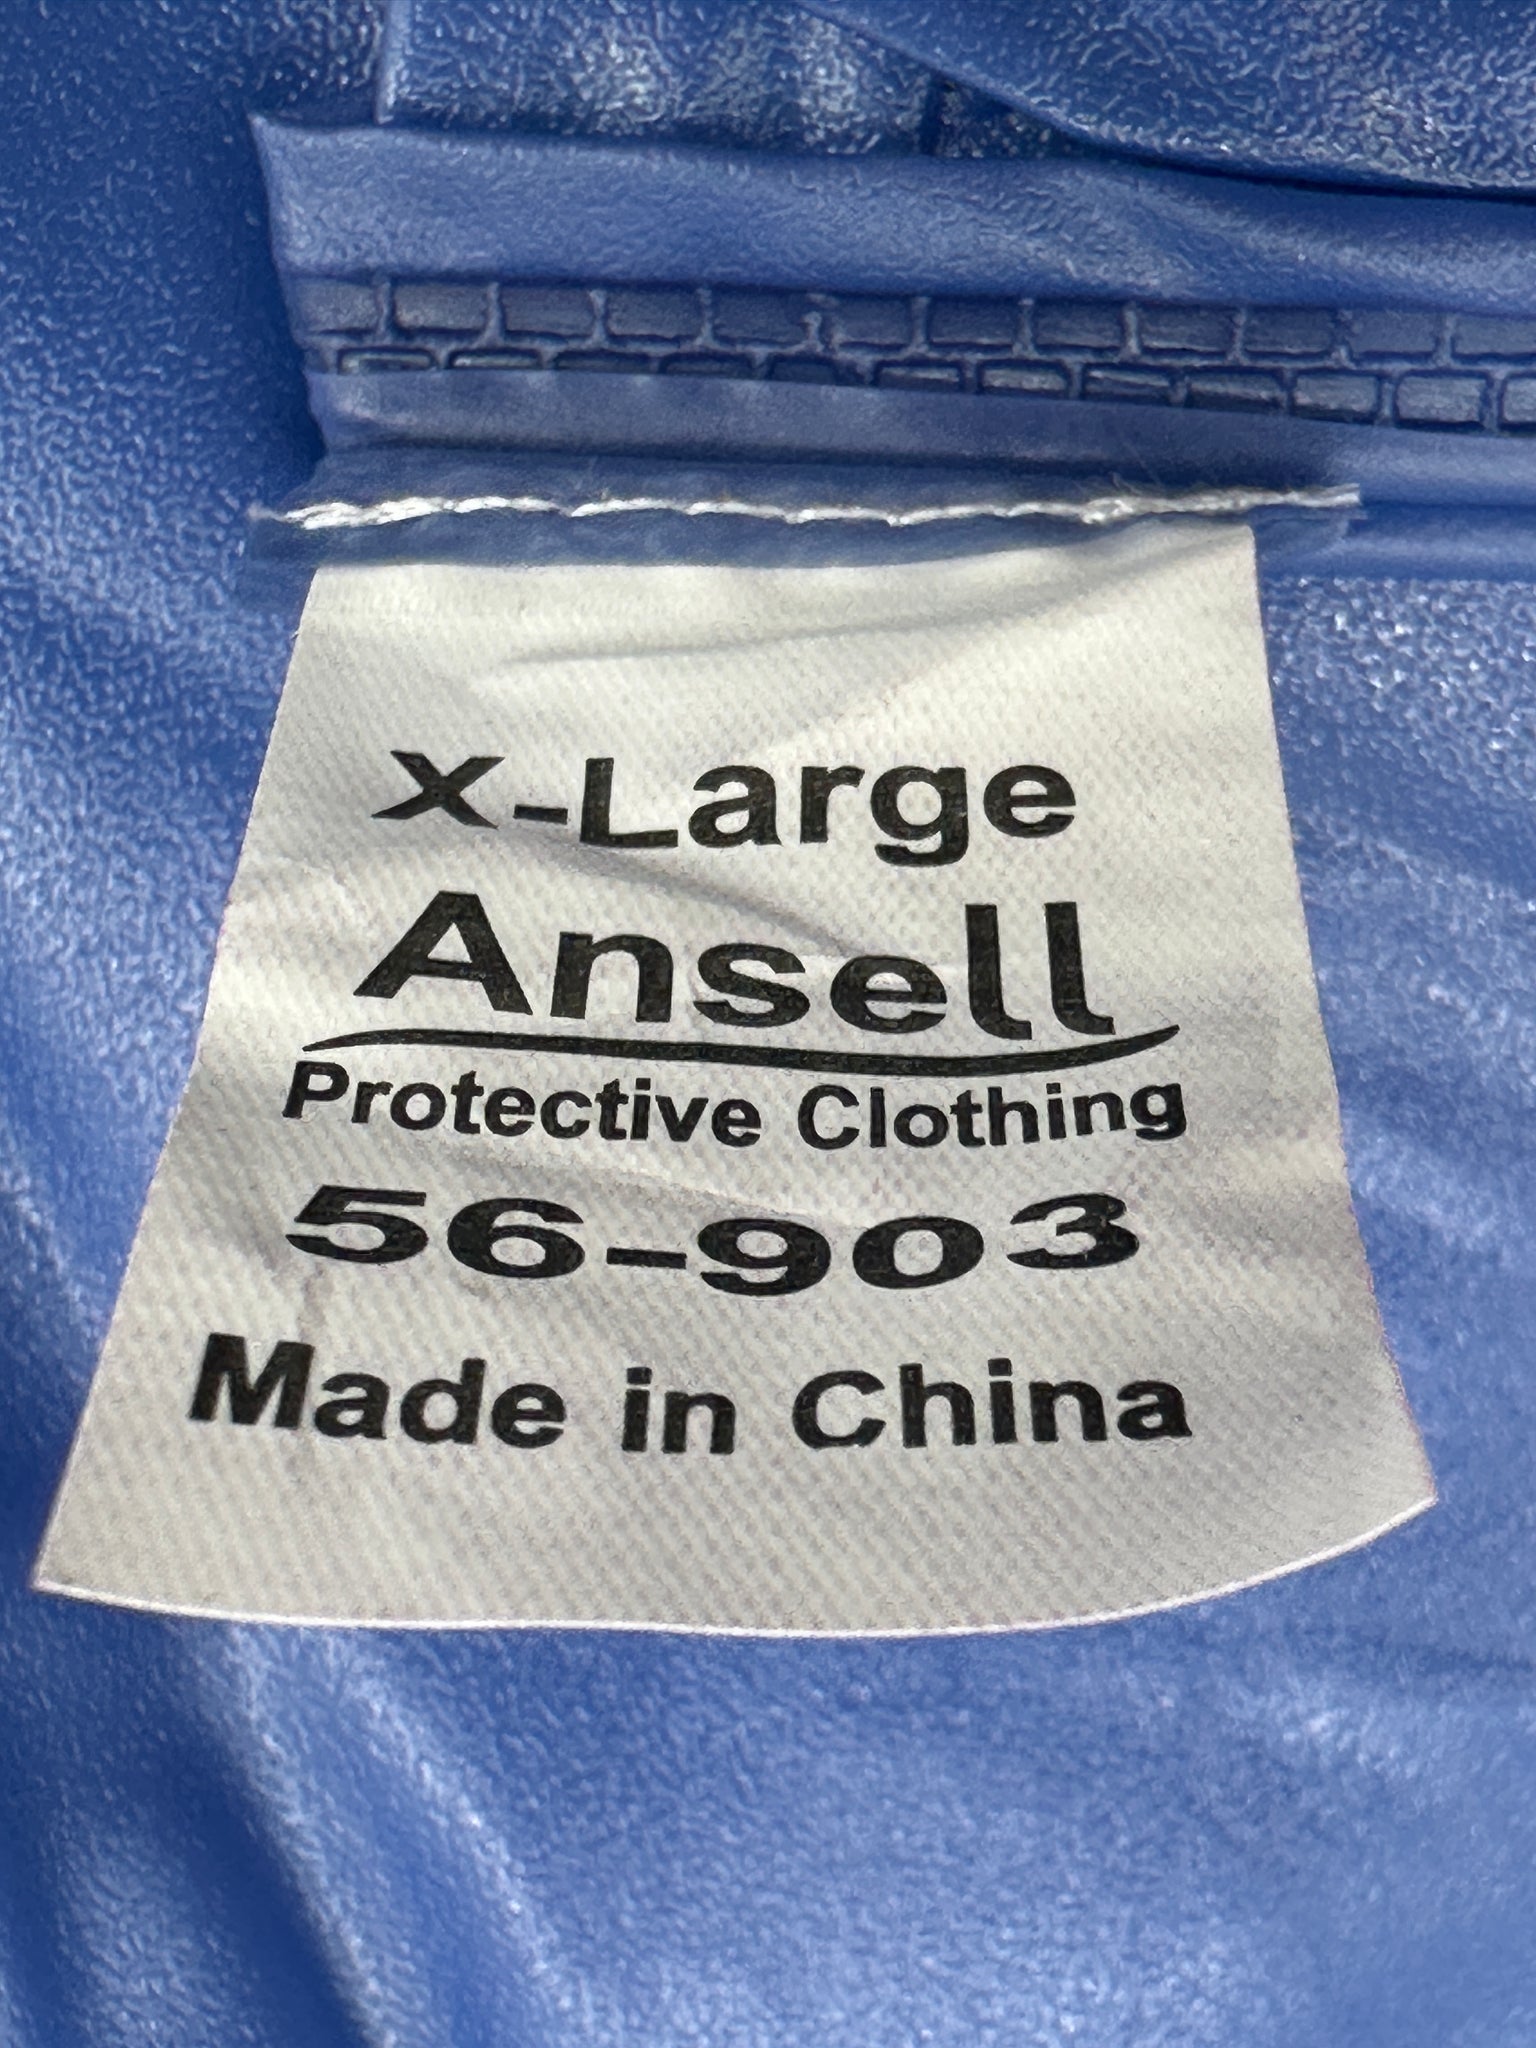 X-Large
Ansell
Protective Clothing
56-903
Made in China